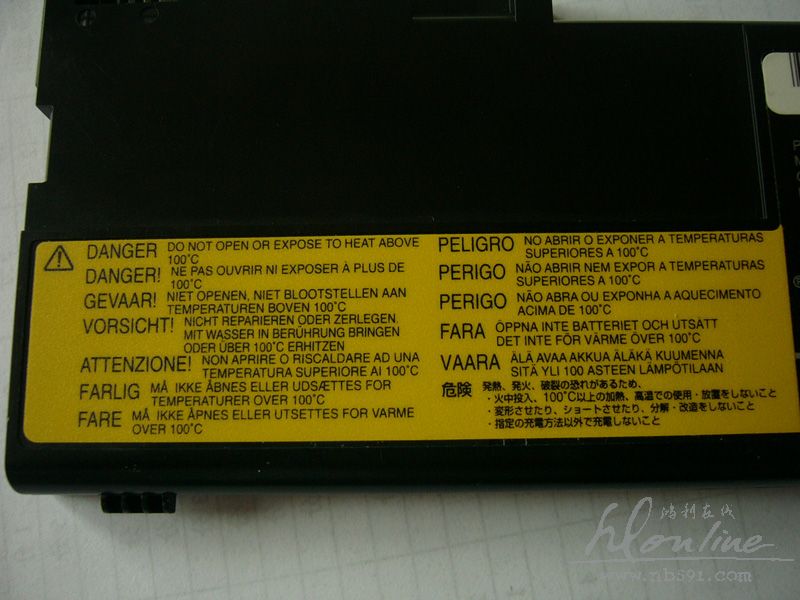 DANGER DO NOT OPEN OR EXPOSE TO HEAT ABOVE
100°C
DANGER! NE PAS OUVRIR NI EXPOSER À PLUS DE
100°C
GEVAAR! NIET OPENEN, NIET BLOOTSTELLEN AAN
TEMPERATUREN BOVEN 100°C
VORSICHT! NICHT REPARIEREN ODER ZERLEGEN.
MIT WASSER IN BERÜHRUNG BRINGEN
ODER ÜBER 100°C ERHITZEN
ATTENZIONE! NON APRIRE O RISCALDARE AD UNA
TEMPERATURA SUPERIORE AI 100°C
FARLIG MÅ IKKE ÅBNES ELLER UDSÆTTES FOR
TEMPERATURER OVER 100°C
FARE MÅ IKKE ÅPNES ELLER UTSETTES FOR VARME
OVER 100°C
PELIGRO NO ABRIR O EXPONER A TEMPERATURAS
SUPERIORES A 100°C
PERIGO NÃO ABRIR NEM EXPOR A TEMPERATURAS
SUPERIORES A 100°C
PERIGO NÃO ABRA OU EXPONHA A AQUECIMENTO
ACIMA DE 100°C
FARA ÖPPNA INTE BATTERIET OCH UTSÄTT
DET INTE FÖR VÄRME ÖVER 100°C
VAARA ÄLÄ AVAA AKKUA ÄLÄKÄ KUUMENNA
SITÄ YLI 100 ASTEEN LÄMPÖTILAAN
危険 発熱、発火、破裂の恐れがあるため、
・火中投入、100°C以上の加熱、高温での使用・放置をしないこと
・変形させたり、ショートさせたり、分解・改造をしないこと
・指定の充電方法以外で充電しないこと
鸿利在线
hlonline
www.nbs91.com